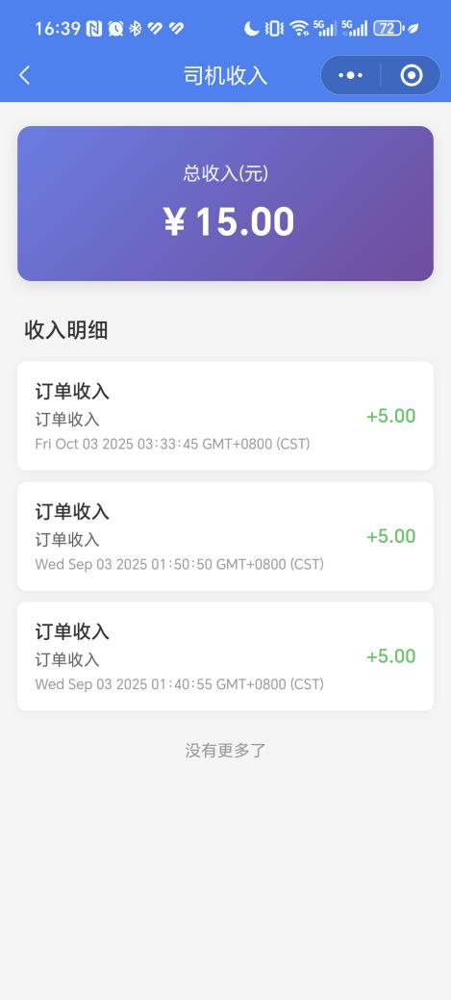 16:39
5G
5G
72
司机收入
总收入(元)
¥ 15.00
收入明细
订单收入
订单收入
+5.00
Fri Oct 03 2025 03:33:45 GMT+0800 (CST)
订单收入
订单收入
+5.00
Wed Sep 03 2025 01:50:50 GMT+0800 (CST)
订单收入
订单收入
+5.00
Wed Sep 03 2025 01:40:55 GMT+0800 (CST)
没有更多了